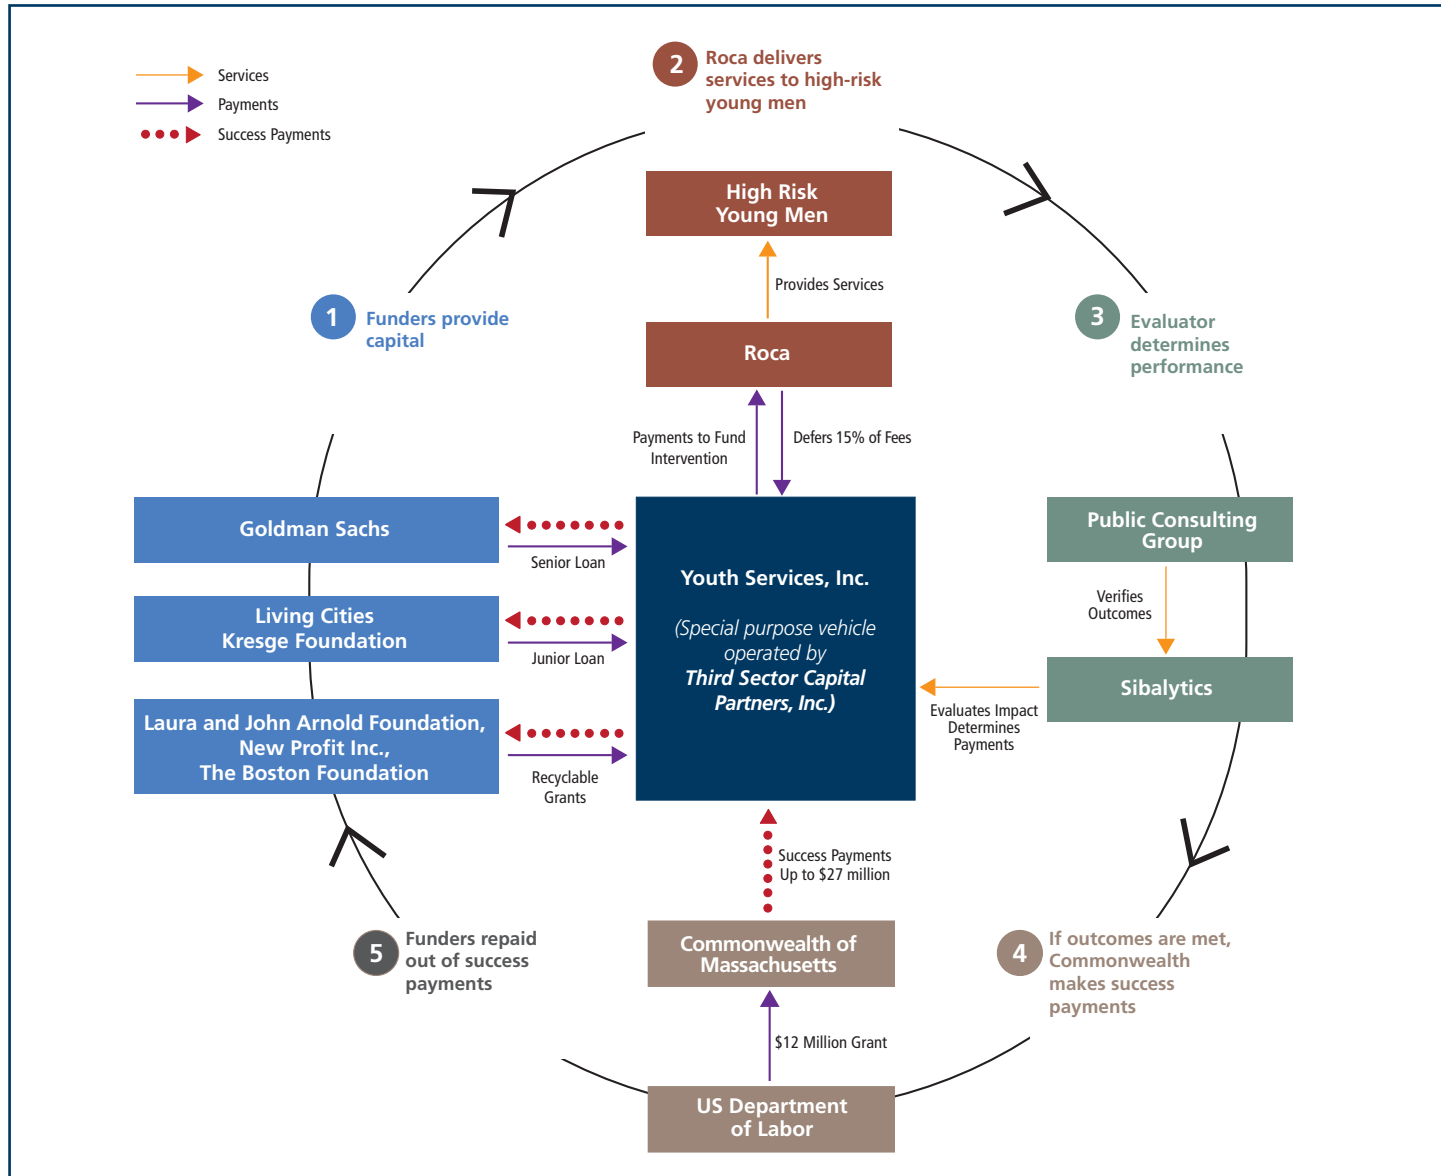 Services
Payments
Success Payments
2
Roca delivers
services to high-risk
young men
High Risk
Young Men
Provides Services
1
Funders provide
capital
3
Evaluator
determines
performance
Roca
Payments to Fund
Intervention
Defers 15% of Fees
Goldman Sachs
Senior Loan
Living Cities
Kresge Foundation
Junior Loan
Laura and John Arnold Foundation,
New Profit Inc.,
The Boston Foundation
Recyclable
Grants
Youth Services, Inc.
(Special purpose vehicle
operated by
Third Sector Capital
Partners, Inc.)
Public Consulting
Group
Verifies
Outcomes
Sibalytics
Evaluates Impact
Determines
Payments
Success Payments
Up to $27 million
5
Funders repaid
out of success
payments
Commonwealth of
Massachusetts
4
If outcomes are met,
Commonwealth
makes success
payments
$12 Million Grant
US Department
of Labor